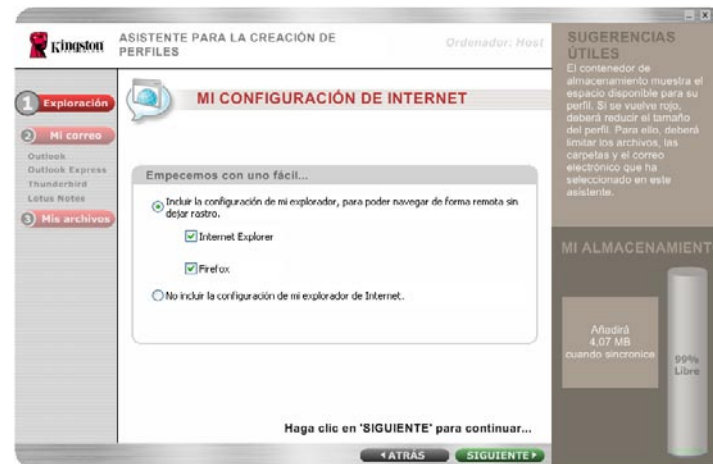 Kingston
ASISTENTE PARA LA CREACIÓN DE
PERFILES
Ordenador: Host
1 Exploración
2 Mi correo
Outlook
Outlook Express
Thunderbird
Lotus Notes
3 Mis archivos
MI CONFIGURACIÓN DE INTERNET
Empecemos con uno fácil...
Incluir la configuración de mi explorador, para poder navegar de forma remota sin
dejar rastro.
Internet Explorer
Firefox
No incluir la configuración de mi explorador de Internet.
Haga clic en 'SIGUIENTE' para continuar...
ATRÁS
SIGUIENTE
SUGERENCIAS
ÚTILES
El contenedor de
almacenamiento muestra el
espacio disponible para su
perfil. Si se vuelve rojo,
deberá reducir el tamaño
del perfil. Para ello, deberá
limitar los archivos, las
carpetas y el correo
electrónico que ha
seleccionado en este
asistente.
MI ALMACENAMIENT
Añadirá
4,07 MB
cuando sincronice
99%
Libre